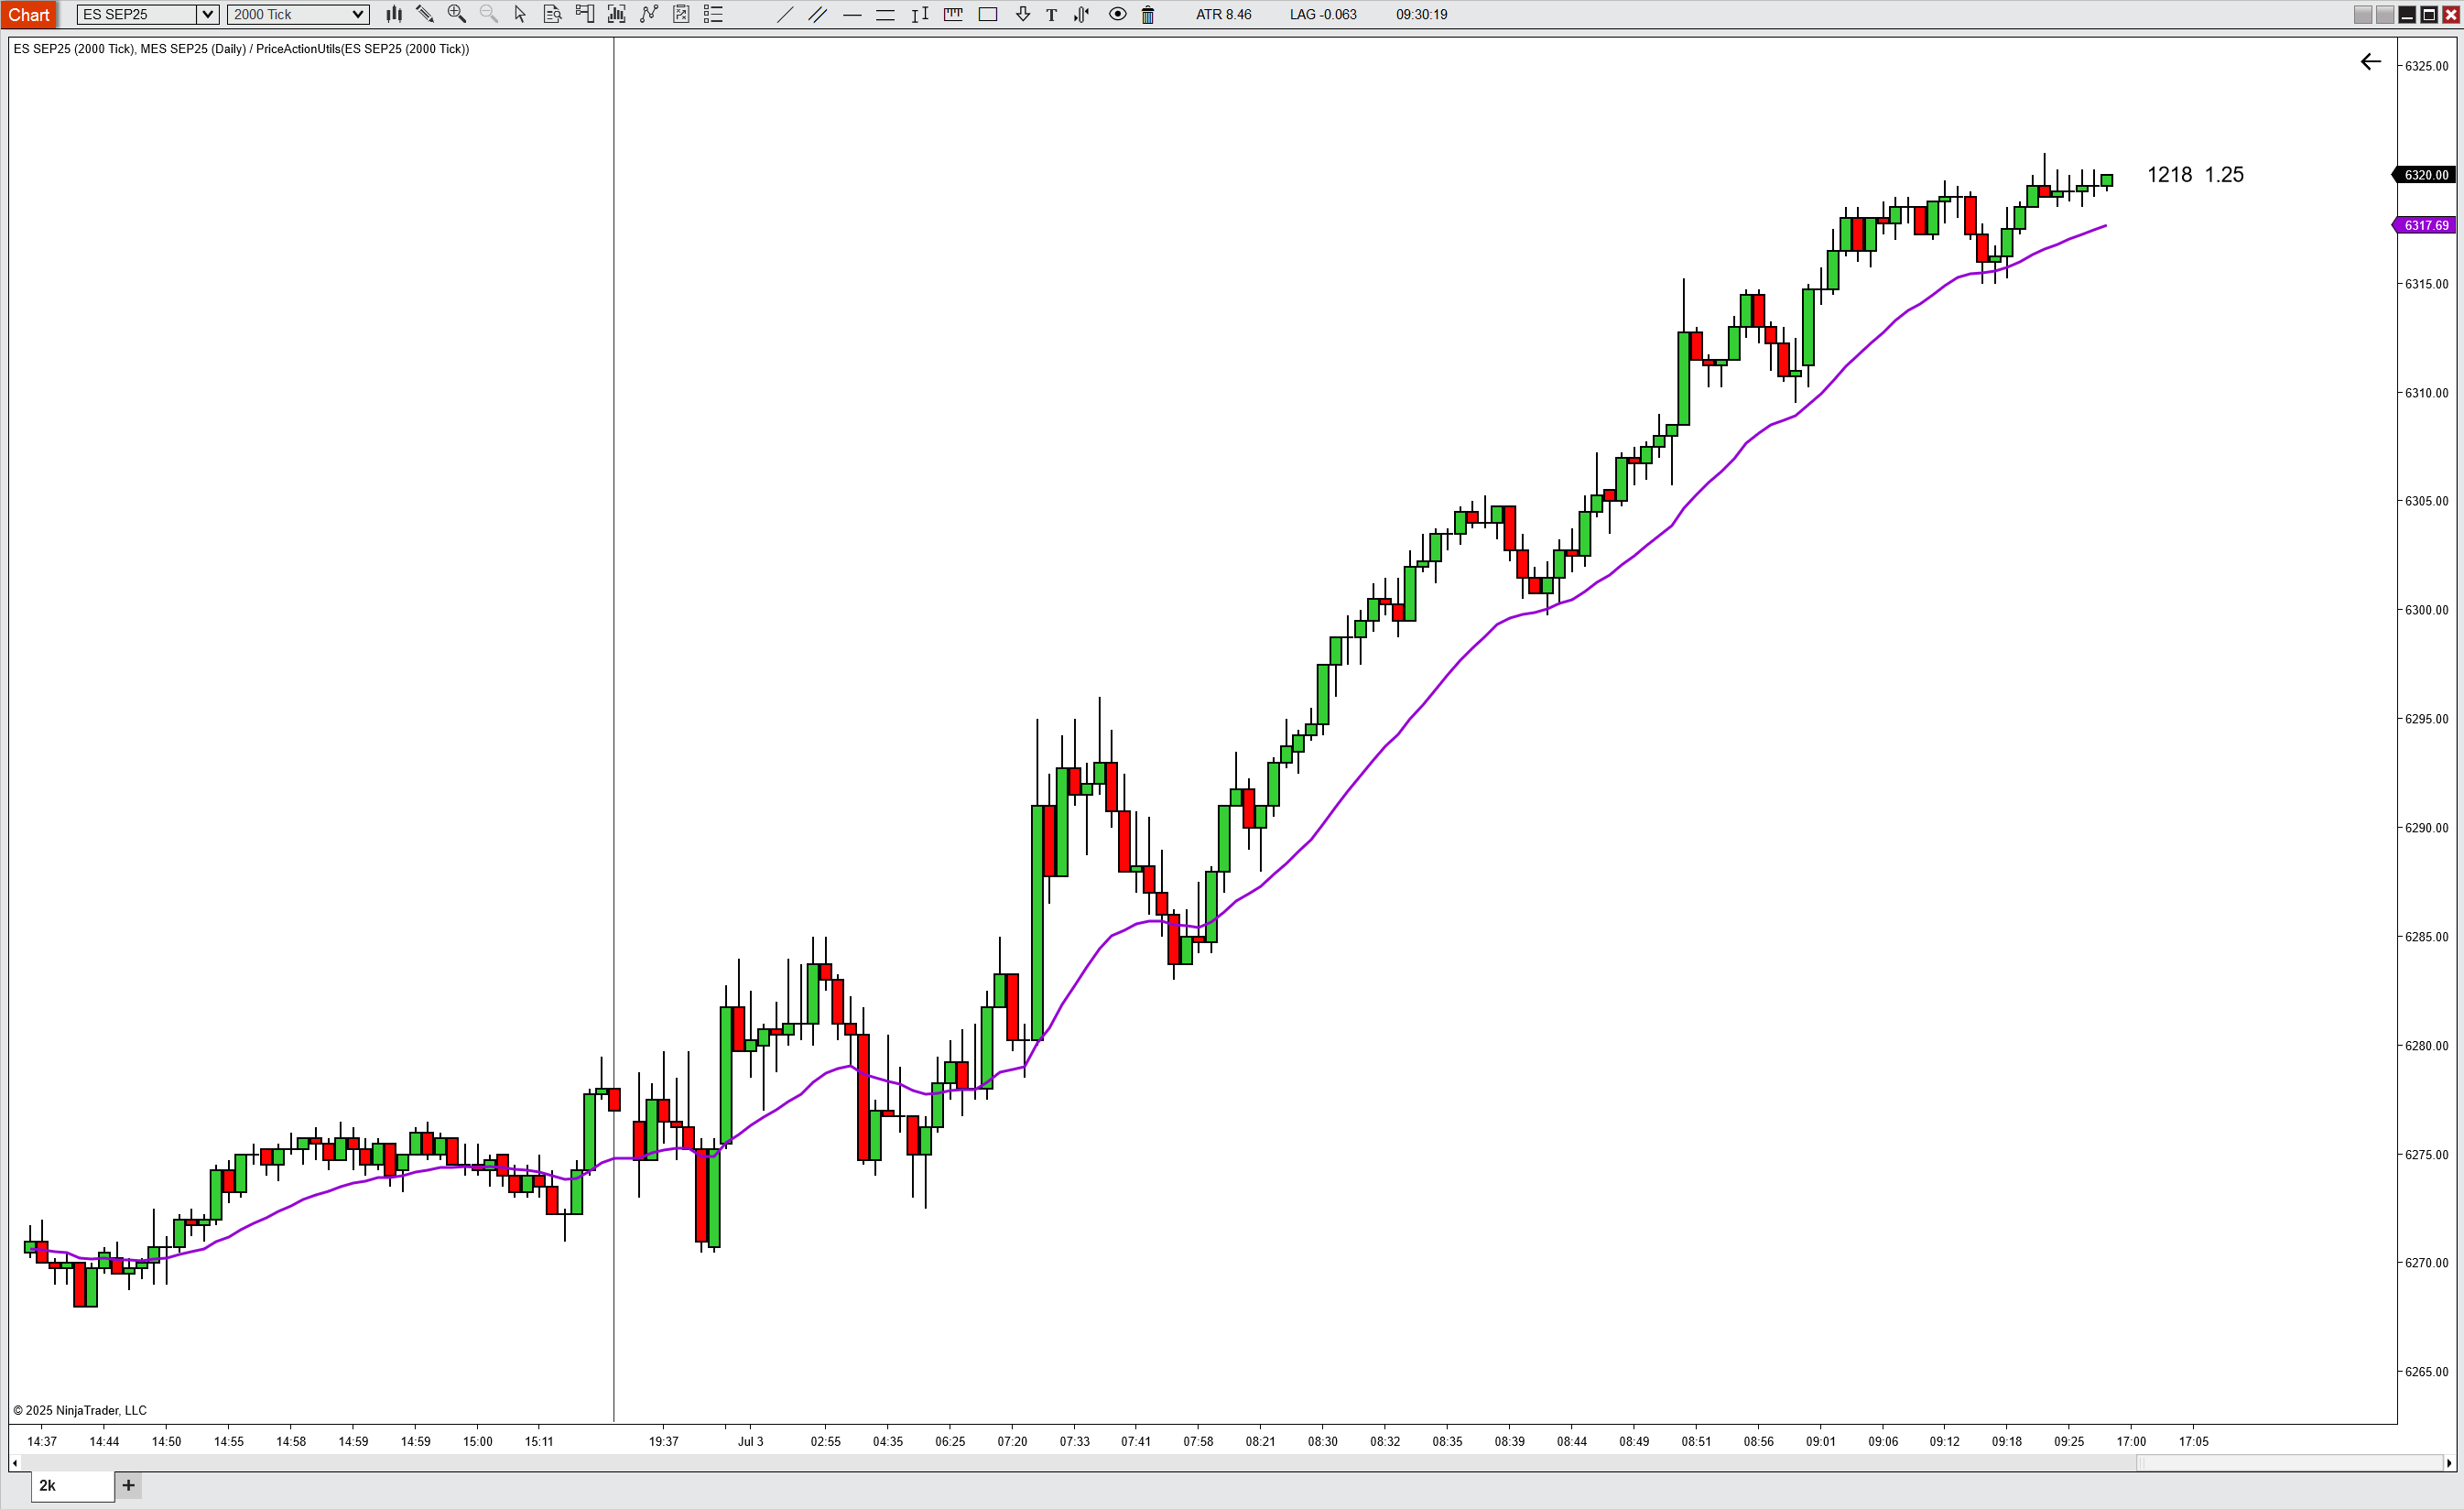 Chart ES SEP25 2000 Tick T ATR 8.46 LAG -0.063 09:30:19
ES SEP25 (2000 Tick), MES SEP25 (Daily) / PriceActionUtils(ES SEP25 (2000 Tick))
6325.00
1218 1.25 6320.00
6317.69
6315.00
6310.00
6305.00
6300.00
6295.00
6290.00
6285.00
6280.00
6275.00
6270.00
6265.00
© 2025 NinjaTrader, LLC
14:37 14:44 14:50 14:55 14:58 14:59 14:59 15:00 15:11 19:37 Jul 3 02:55 04:35 06:25 07:20 07:33 07:41 07:58 08:21 08:30 08:32 08:35 08:39 08:44 08:49 08:51 08:56 09:01 09:06 09:12 09:18 09:25 17:00 17:05
2k +